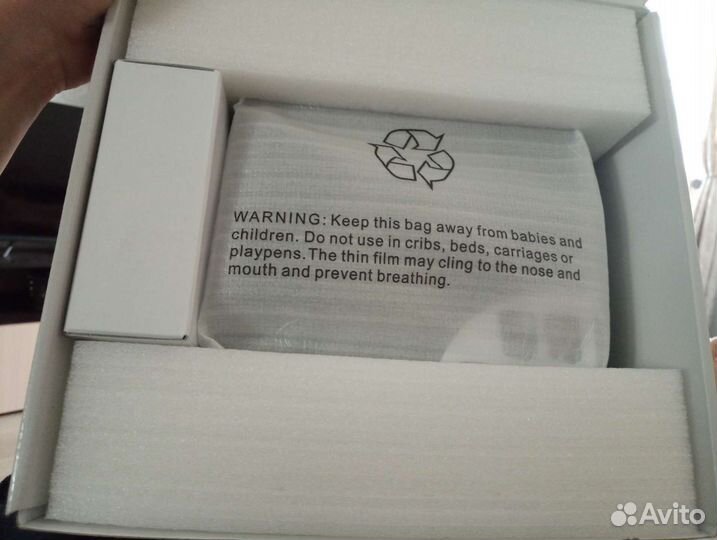 WARNING: Keep this bag away from babies and
children. Do not use in cribs, beds, carriages or
playpens. The thin film may cling to the nose and
mouth and prevent breathing.
Avito